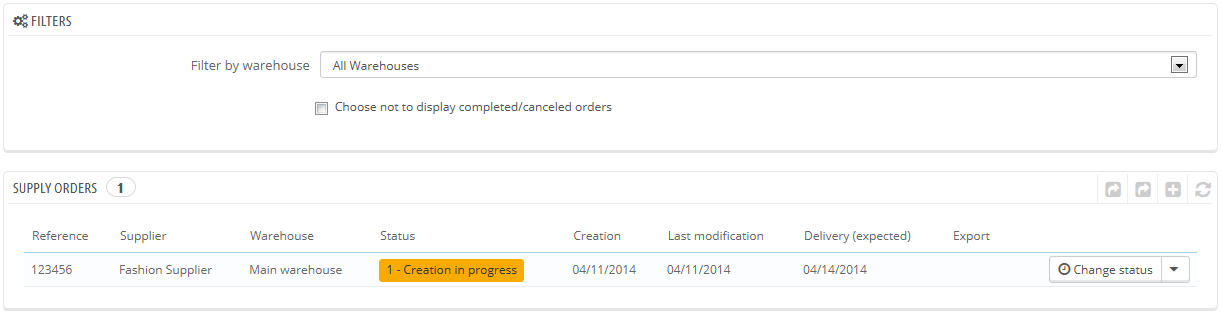 FILTERS
Filter by warehouse All Warehouses
Choose not to display completed/canceled orders
SUPPLY ORDERS 1
Reference Supplier Warehouse Status Creation Last modification Delivery (expected) Export
123456 Fashion Supplier Main warehouse 1 - Creation in progress 04/11/2014 04/11/2014 04/14/2014 Change status